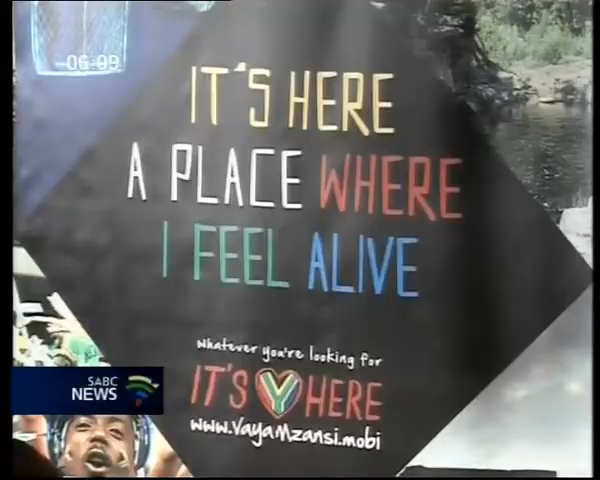 06:09
IT'S HERE
A PLACE WHERE
I FEEL ALIVE
Whatever you're looking for
IT'S HERE
www.VayaMzansi.mobi
SABC
NEWS